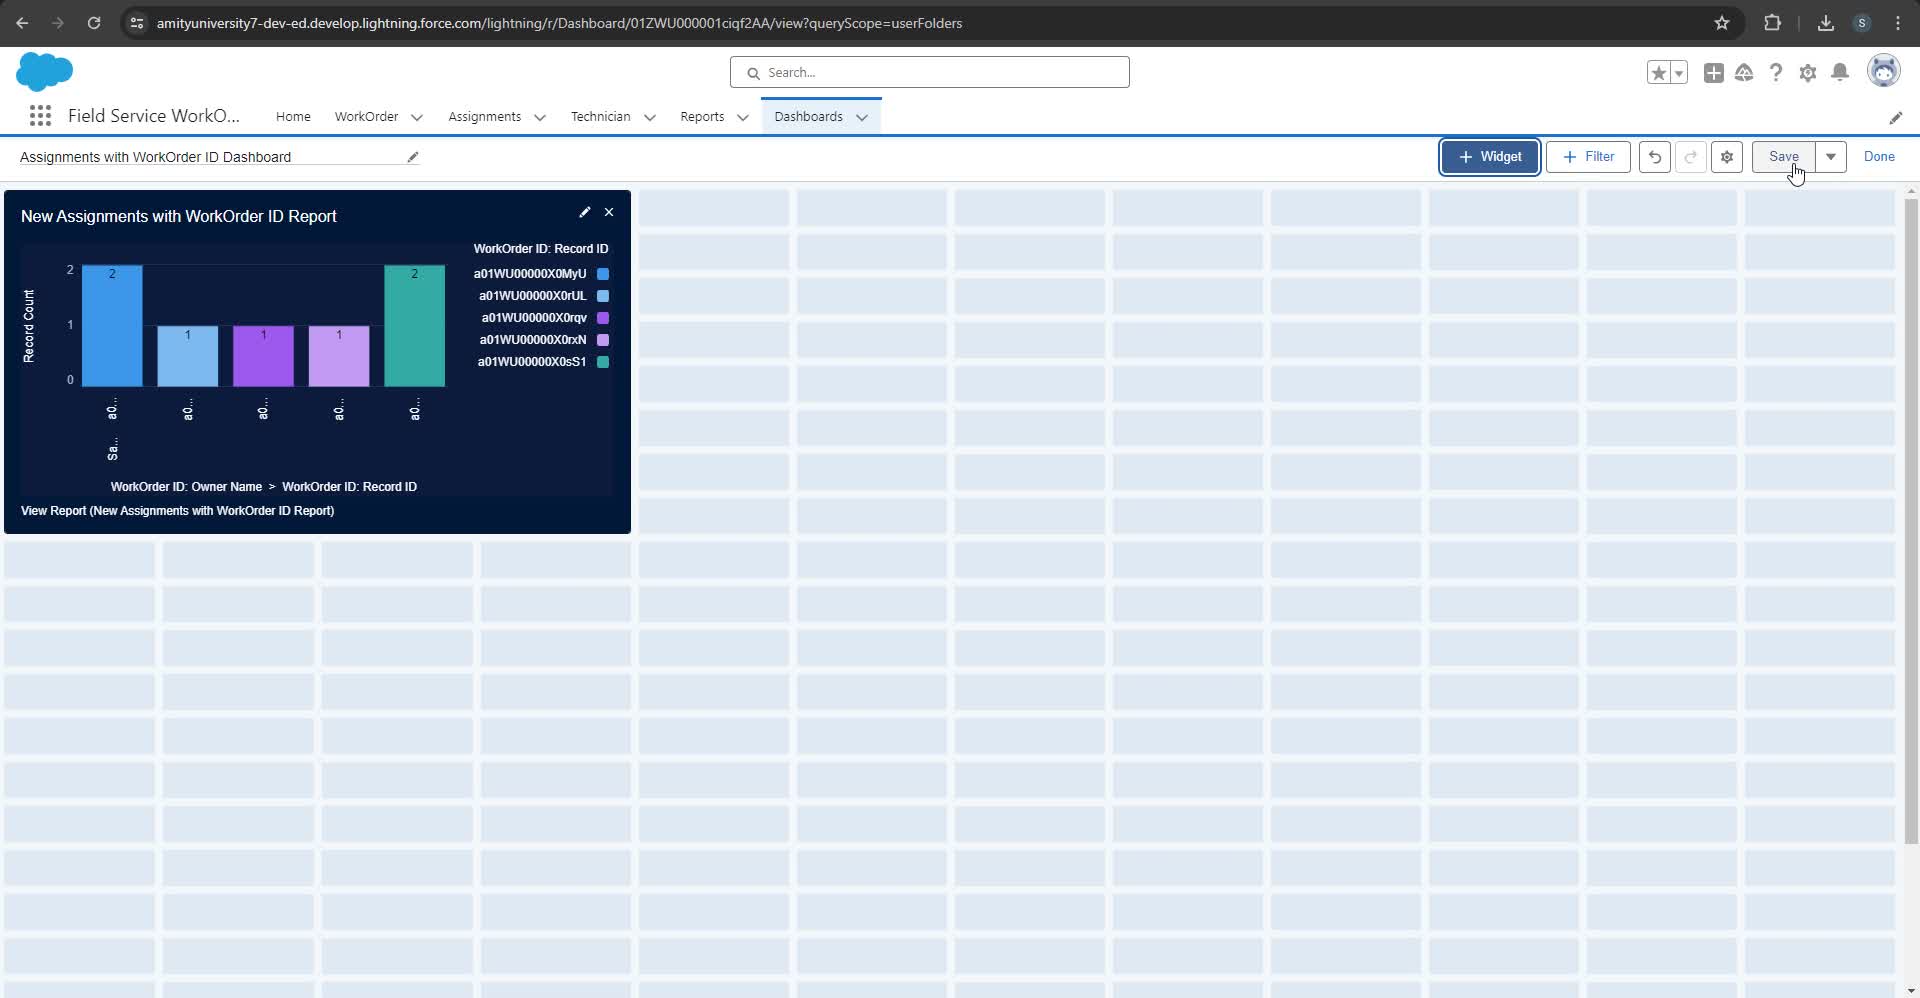 amityuniversity7-dev-ed.develop.lightning.force.com/lightning/r/Dashboard/01ZWU000001ciqf2AA/view?queryScope=userFolders
S
Search...
Field Service WorkO...
Home
WorkOrder
Assignments
Technician
Reports
Dashboards
Assignments with WorkOrder ID Dashboard
+ Widget
+ Filter
Save
Done
New Assignments with WorkOrder ID Report
WorkOrder ID: Record ID
a01WU00000X0MyU
a01WU00000X0rUL
a01WU00000X0rqv
a01WU00000X0rxN
a01WU00000X0sS1
Record Count
2
1
0
2
1
1
1
2
a0...
a0...
a0...
a0...
a0...
Sa...
WorkOrder ID: Owner Name > WorkOrder ID: Record ID
View Report (New Assignments with WorkOrder ID Report)